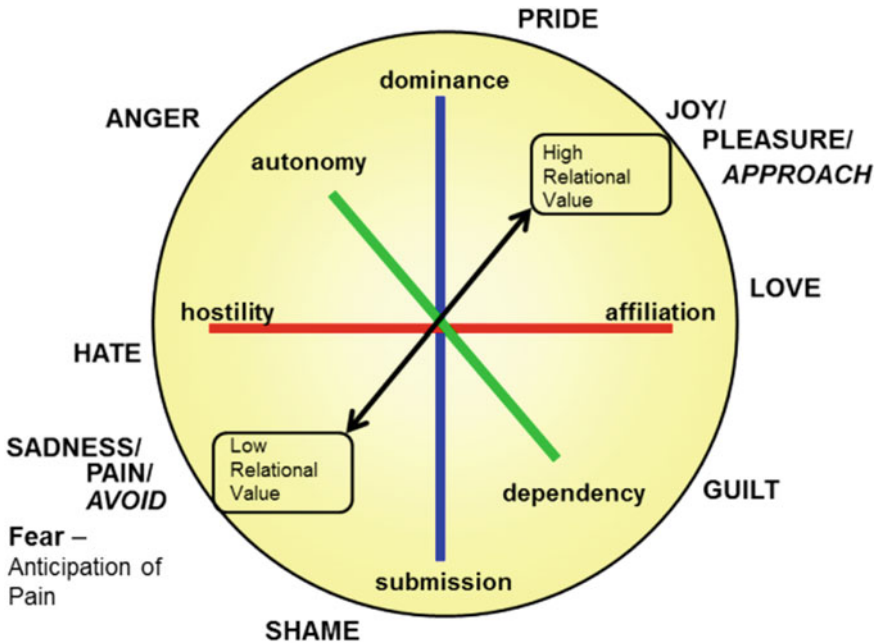 PRIDE
dominance
JOY/
PLEASURE/
APPROACH
ANGER
autonomy
High
Relational
Value
LOVE
hostility
affiliation
HATE
SADNESS/
PAIN/
AVOID
Low
Relational
Value
dependency
GUILT
Fear –
Anticipation of
Pain
submission
SHAME